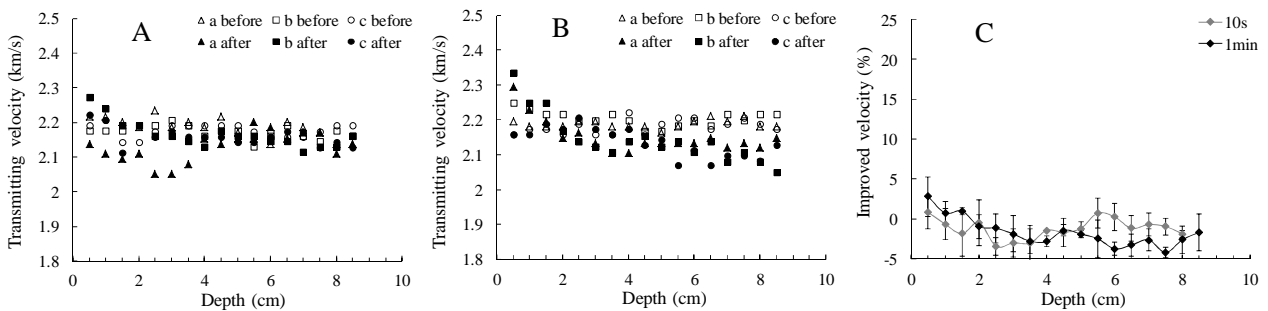 A
a before b before c before
a after b after c after
Transmitting velocity (km/s)
2.5
2.4
2.3
2.2
2.1
2
1.9
1.8
0 2 4 6 8 10
Depth (cm)
B
a before b before c before
a after b after c after
Transmitting velocity (km/s)
2.5
2.4
2.3
2.2
2.1
2
1.9
1.8
0 2 4 6 8 10
Depth (cm)
C
10s
1min
Improved velocity (%)
25
20
15
10
5
0
-5
0 2 4 6 8 10
Depth (cm)